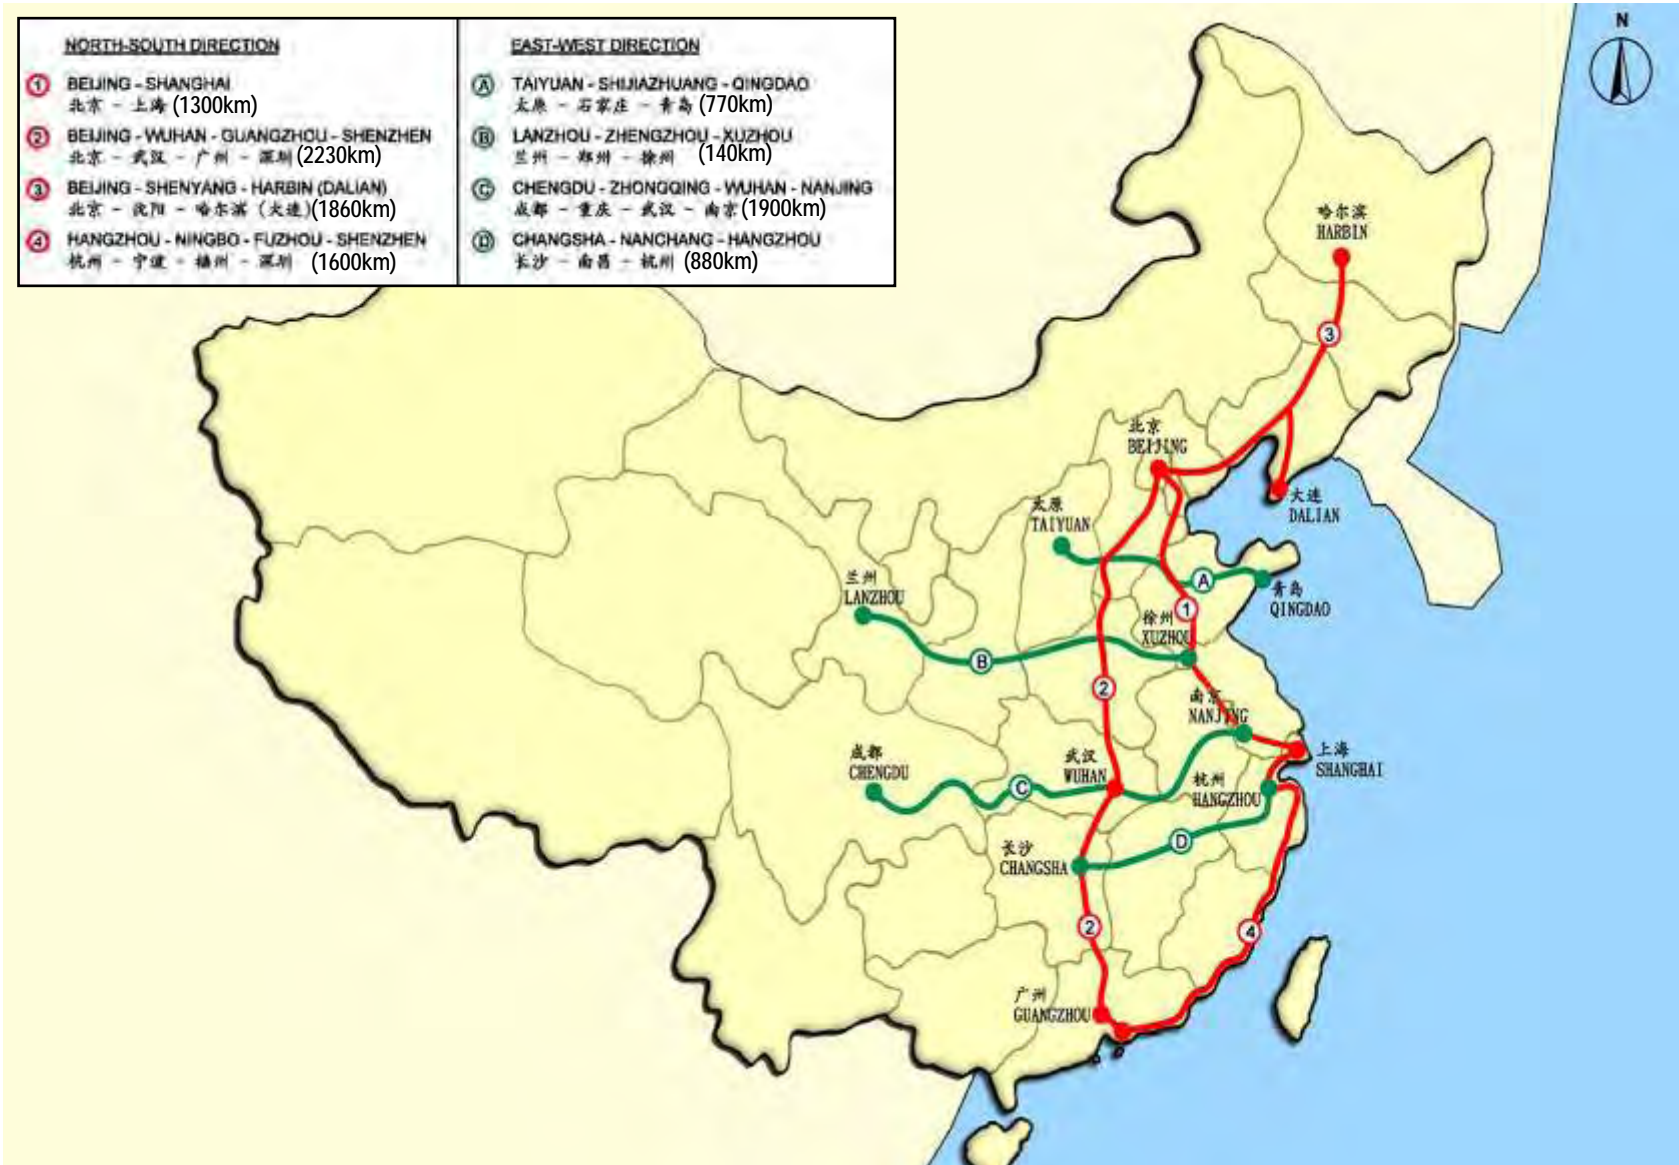 NORTH-SOUTH DIRECTION
1 BEIJING - SHANGHAI
北京 - 上海 (1300km)
2 BEIJING - WUHAN - GUANGZHOU - SHENZHEN
北京 - 武汉 - 广州 - 深圳 (2230km)
3 BEIJING - SHENYANG - HARBIN (DALIAN)
北京 - 沈阳 - 哈尔滨 (大连)(1860km)
4 HANGZHOU - NINGBO - FUZHOU - SHENZHEN
杭州 - 宁波 - 福州 - 深圳 (1600km)
EAST-WEST DIRECTION
A TAIYUAN - SHIJIAZHUANG - QINGDAO
太原 - 石家庄 - 青岛 (770km)
B LANZHOU - ZHENGZHOU - XUZHOU
兰州 - 郑州 - 徐州 (140km)
C CHENGDU - ZHONGQING - WUHAN - NANJING
成都 - 重庆 - 武汉 - 南京 (1900km)
D CHANGSHA - NANCHANG - HANGZHOU
长沙 - 南昌 - 杭州 (880km)
N
哈尔滨
HARBIN
3
北京
BEIJING
大连
DALIAN
太原
TAIYUAN
A
青岛
QINGDAO
兰州
LANZHOU
1
徐州
XUZHOU
B
2
南京
NANJING
上海
SHANGHAI
成都
CHENGDU
武汉
WUHAN
C
杭州
HANGZHOU
D
长沙
CHANGSHA
2
4
广州
GUANGZHOU